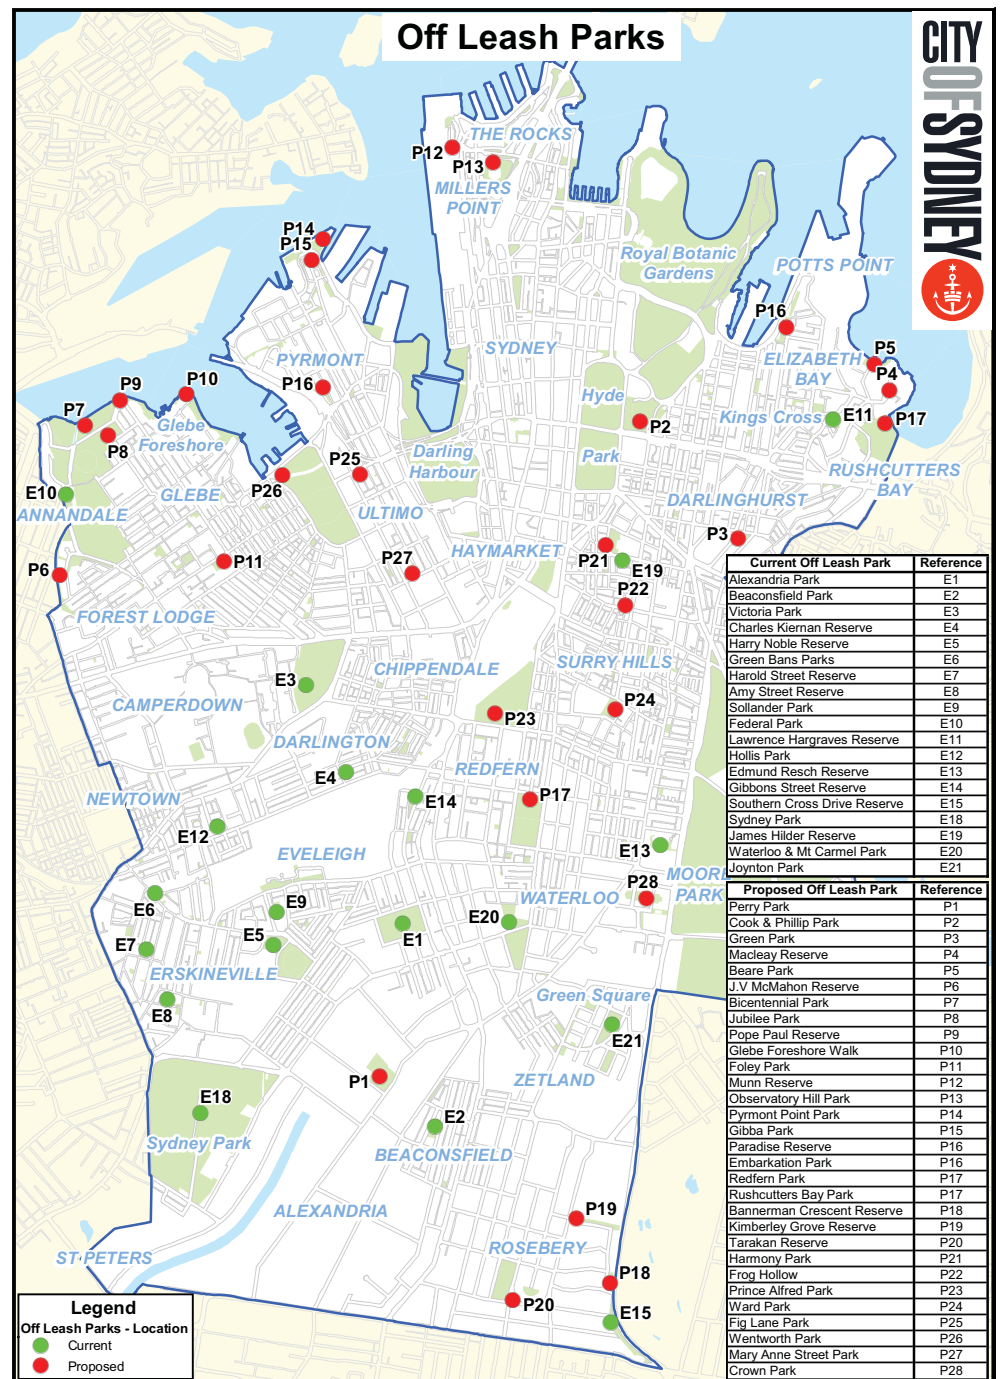 Off Leash Parks
CITY
OF
SYDNEY
THE ROCKS
P12
P13
MILLERS
POINT
P14
P15
Royal Botanic
Gardens
POTTS POINT
P16
SYDNEY
PYRMONT
P16
ELIZABETH
BAY
P5
P4
P9
P10
P7
P8
Glebe
Foreshore
Hyde
Park
P2
Kings Cross
E11
P17
Darling
Harbour
P25
P26
RUSHCUTTERS
BAY
E10
ANNANDALE
GLEBE
ULTIMO
DARLINGHURST
P3
HAYMARKET
P21
E19
P22
P11
P27
P6
FOREST LODGE
CHIPPENDALE
SURRY HILLS
E3
CAMPERDOWN
P23
P24
DARLINGTON
E4
REDFERN
NEWTOWN
E14
P17
E12
EVELEIGH
E13
MOORE
PARK
P28
WATERLOO
E6
E9
E20
E1
E7
E5
ERSKINEVILLE
E8
Green Square
E21
P1
ZETLAND
E18
Sydney Park
E2
BEACONSFIELD
ALEXANDRIA
P19
ROSEBERY
ST PETERS
P18
P20
E15
Current Off Leash Park Reference
Alexandria Park E1
Beaconsfield Park E2
Victoria Park E3
Charles Kiernan Reserve E4
Harry Noble Reserve E5
Green Bans Parks E6
Harold Street Reserve E7
Amy Street Reserve E8
Sollander Park E9
Federal Park E10
Lawrence Hargraves Reserve E11
Hollis Park E12
Edmund Resch Reserve E13
Gibbons Street Reserve E14
Southern Cross Drive Reserve E15
Sydney Park E18
James Hilder Reserve E19
Waterloo & Mt Carmel Park E20
Joynton Park E21
Proposed Off Leash Park Reference
Perry Park P1
Cook & Phillip Park P2
Green Park P3
Macleay Reserve P4
Beare Park P5
J.V McMahon Reserve P6
Bicentennial Park P7
Jubilee Park P8
Pope Paul Reserve P9
Glebe Foreshore Walk P10
Foley Park P11
Munn Reserve P12
Observatory Hill Park P13
Pyrmont Point Park P14
Gibba Park P15
Paradise Reserve P16
Embarkation Park P16
Redfern Park P17
Rushcutters Bay Park P17
Bannerman Crescent Reserve P18
Kimberley Grove Reserve P19
Tarakan Reserve P20
Harmony Park P21
Frog Hollow P22
Prince Alfred Park P23
Ward Park P24
Fig Lane Park P25
Wentworth Park P26
Mary Anne Street Park P27
Crown Park P28
Legend
Off Leash Parks - Location
Current
Proposed